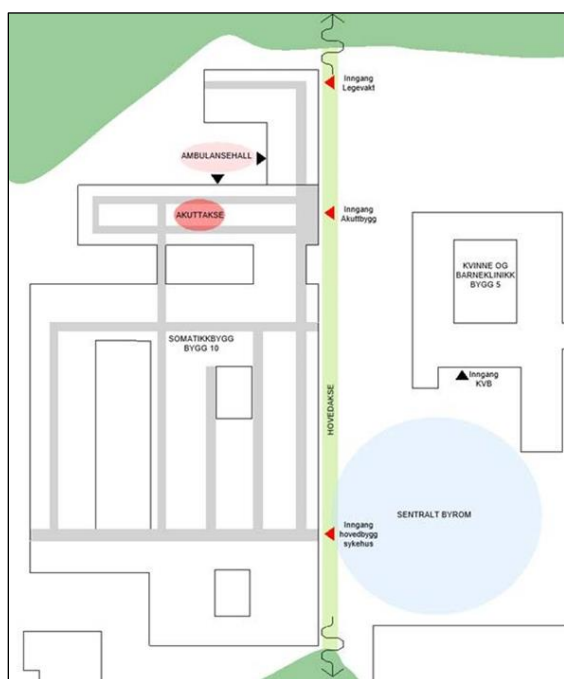 Inngang
Legevakt
AMBULANSEHALL
AKUTTAKSE
Inngang
Akuttbygg
KVINNE OG
BARNEKLINIKK
BYGG 5
SOMATIKKBYGG
BYGG 10
Inngang
KVB
HOVEDAKSE
SENTRALT BYROM
Inngang
hovedbygg
sykehus